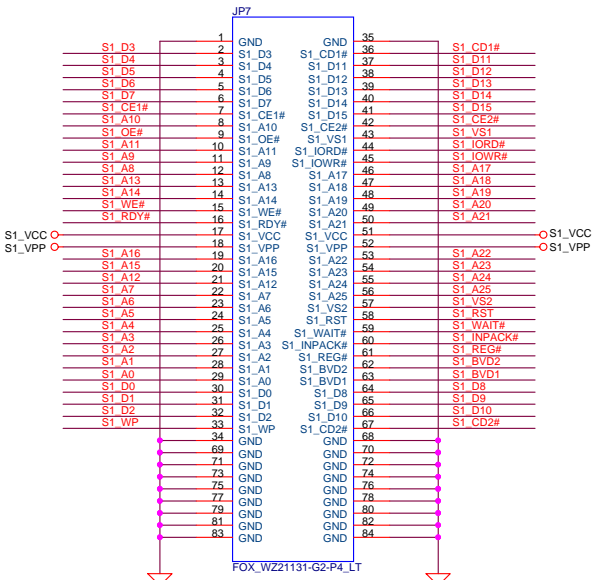 JP7
1 GND GND 35
S1_D3 2 S1_D3 S1_CD1# 36 S1_CD1#
S1_D4 3 S1_D4 S1_D11 37 S1_D11
S1_D5 4 S1_D5 S1_D12 38 S1_D12
S1_D6 5 S1_D6 S1_D13 39 S1_D13
S1_D7 6 S1_D7 S1_D14 40 S1_D14
S1_CE1# 7 S1_CE1# S1_D15 41 S1_D15
S1_A10 8 S1_A10 S1_CE2# 42 S1_CE2#
S1_OE# 9 S1_OE# S1_VS1 43 S1_VS1
S1_A11 10 S1_A11 S1_IORD# 44 S1_IORD#
S1_A9 11 S1_A9 S1_IOWR# 45 S1_IOWR#
S1_A8 12 S1_A8 S1_A17 46 S1_A17
S1_A13 13 S1_A13 S1_A18 47 S1_A18
S1_A14 14 S1_A14 S1_A19 48 S1_A19
S1_WE# 15 S1_WE# S1_A20 49 S1_A20
S1_RDY# 16 S1_RDY# S1_A21 50 S1_A21
S1_VCC 17 S1_VCC S1_VCC 51 S1_VCC
S1_VPP 18 S1_VPP S1_VPP 52 S1_VPP
S1_A16 19 S1_A16 S1_A22 53 S1_A22
S1_A15 20 S1_A15 S1_A23 54 S1_A23
S1_A12 21 S1_A12 S1_A24 55 S1_A24
S1_A7 22 S1_A7 S1_A25 56 S1_A25
S1_A6 23 S1_A6 S1_VS2 57 S1_VS2
S1_A5 24 S1_A5 S1_RST 58 S1_RST
S1_A4 25 S1_A4 S1_WAIT# 59 S1_WAIT#
S1_A3 26 S1_A3 S1_INPACK# 60 S1_INPACK#
S1_A2 27 S1_A2 S1_REG# 61 S1_REG#
S1_A1 28 S1_A1 S1_BVD2 62 S1_BVD2
S1_A0 29 S1_A0 S1_BVD1 63 S1_BVD1
S1_D0 30 S1_D0 S1_D8 64 S1_D8
S1_D1 31 S1_D1 S1_D9 65 S1_D9
S1_D2 32 S1_D2 S1_D10 66 S1_D10
S1_WP 33 S1_WP S1_CD2# 67 S1_CD2#
34 GND GND 68
69 GND GND 70
71 GND GND 72
73 GND GND 74
75 GND GND 76
77 GND GND 78
79 GND GND 80
81 GND GND 82
83 GND GND 84
FOX_WZ21131-G2-P4_LT